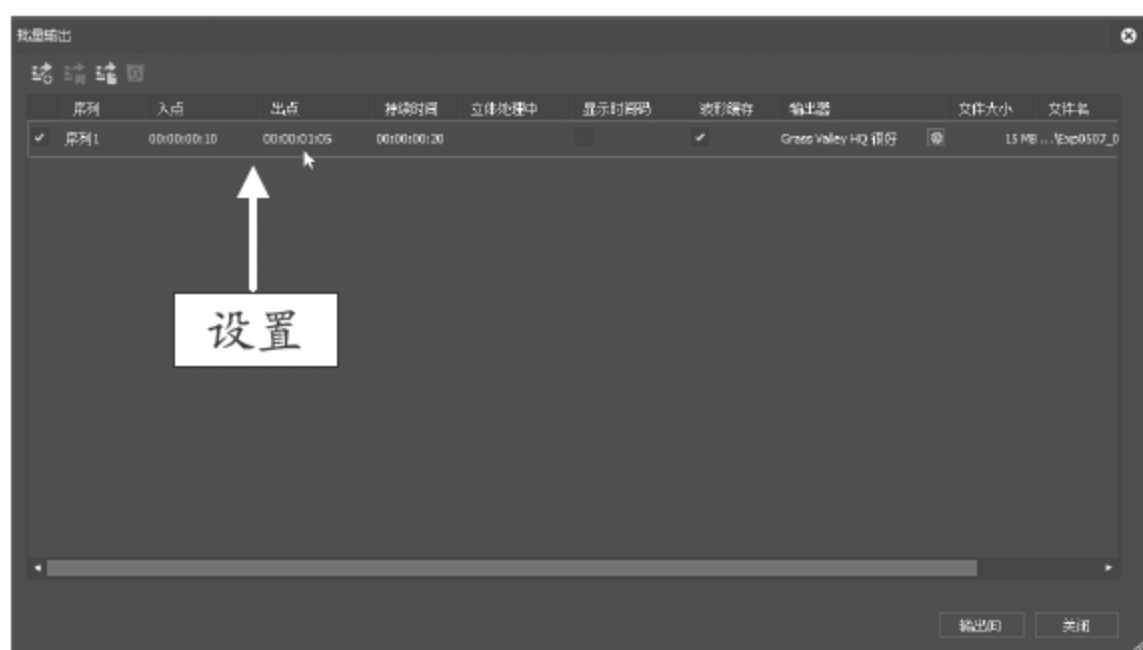 批量输出
序列 入点 出点 持续时间 立体处理中 显示时间码 波形缓存 输出器 文件大小 文件名
序列1 00:00:00:10 00:00:01:05 00:00:00:20 Grass Valley HQ 很好 15 MB ...\Exp0507_0
设置
输出(E) 关闭